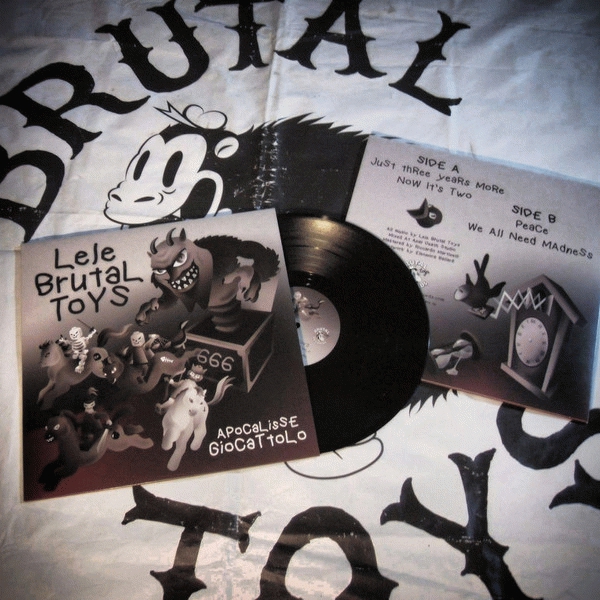 BRUTAL
TOYS
SIDE A
Just three years more
Now it's two
SIDE B
Peace
We All Need MAdneSs
LeLe
BRutaL
ToYS
666
APoCaLisSE
GioCaTtoLo